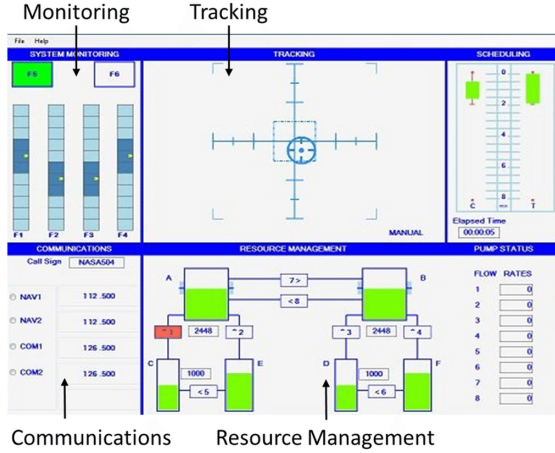 Monitoring Tracking
File Help
SYSTEM MONITORING TRACKING SCHEDULING
F5 F6
0
2
4
6
8
F1 F2 F3 F4
C T
MANUAL
Elapsed Time
00:00:05
COMMUNICATIONS RESOURCE MANAGEMENT PUMP STATUS
Call Sign NASA504
A 7> B
<8
FLOW RATES
NAV1 112.500
NAV2 112.500
COM1 126.500
COM2 126.500
2448 ^2 ^3 2448 ^4
C 1000 E D 1000 F
<5 <6
1 0
2 0
3 0
4 0
5 0
6 0
7 0
8 0
Communications Resource Management